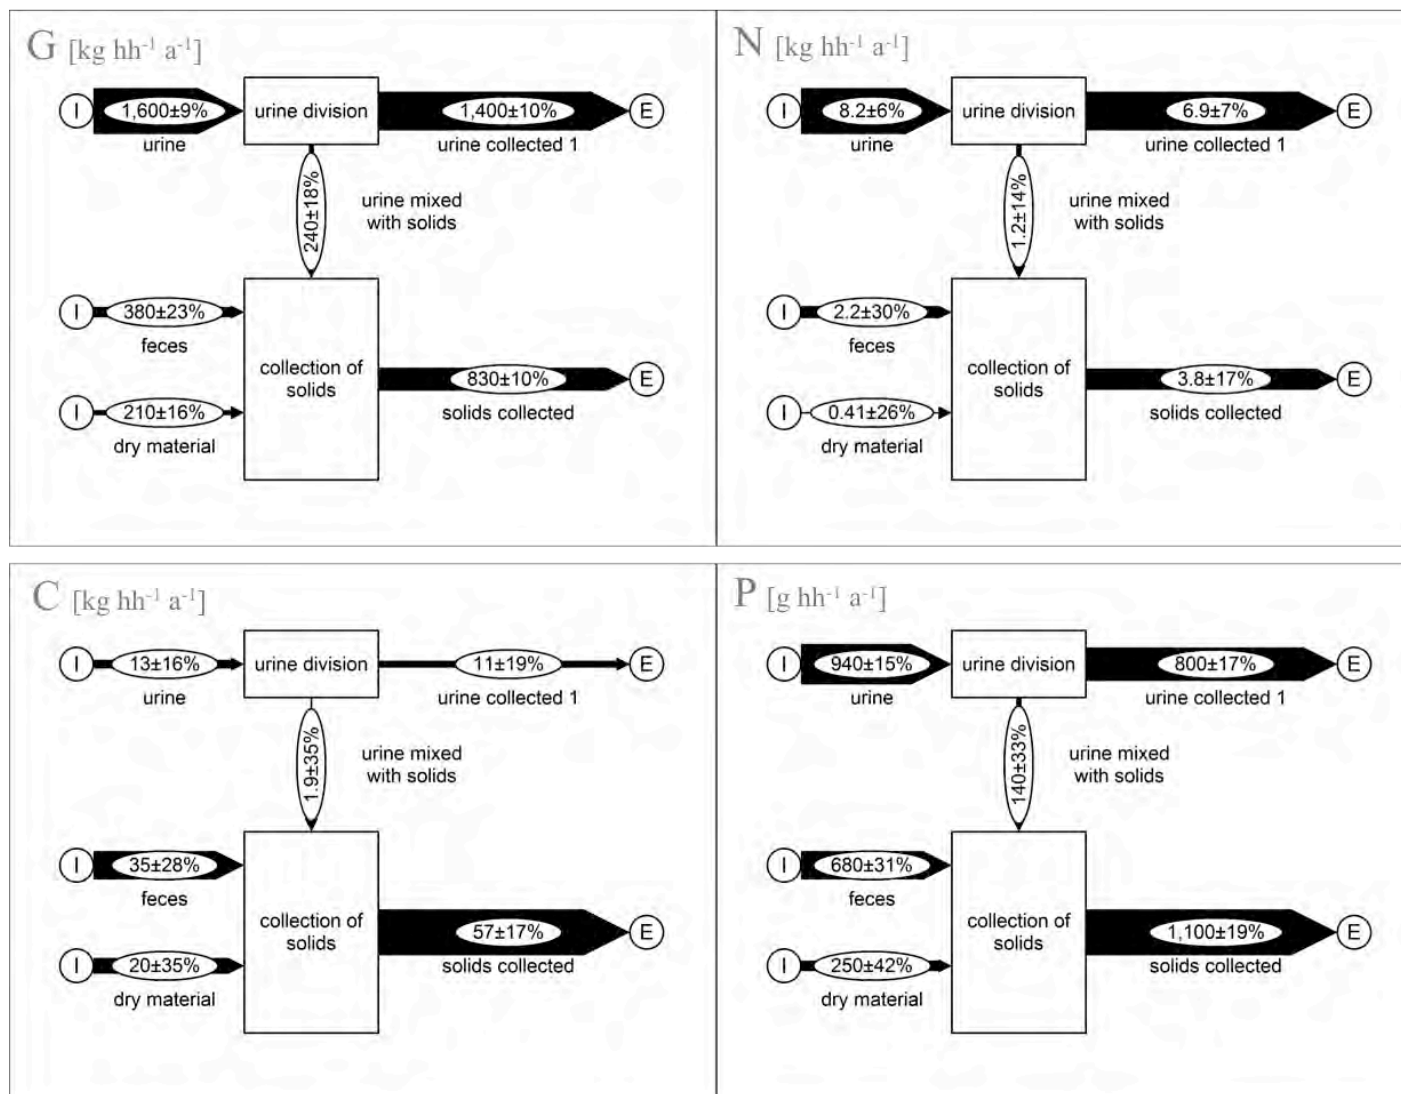 G [kg hh⁻¹ a⁻¹]
I
1,600±9%
urine
urine division
1,400±10%
urine collected 1
E
240±18%
urine mixed
with solids
I
380±23%
feces
I
210±16%
dry material
collection of
solids
830±10%
solids collected
E
N [kg hh⁻¹ a⁻¹]
I
8.2±6%
urine
urine division
6.9±7%
urine collected 1
E
1.2±14%
urine mixed
with solids
I
2.2±30%
feces
I
0.41±26%
dry material
collection of
solids
3.8±17%
solids collected
E
C [kg hh⁻¹ a⁻¹]
I
13±16%
urine
urine division
11±19%
urine collected 1
E
1.9±35%
urine mixed
with solids
I
35±28%
feces
I
20±35%
dry material
collection of
solids
57±17%
solids collected
E
P [g hh⁻¹ a⁻¹]
I
940±15%
urine
urine division
800±17%
urine collected 1
E
140±33%
urine mixed
with solids
I
680±31%
feces
I
250±42%
dry material
collection of
solids
1,100±19%
solids collected
E